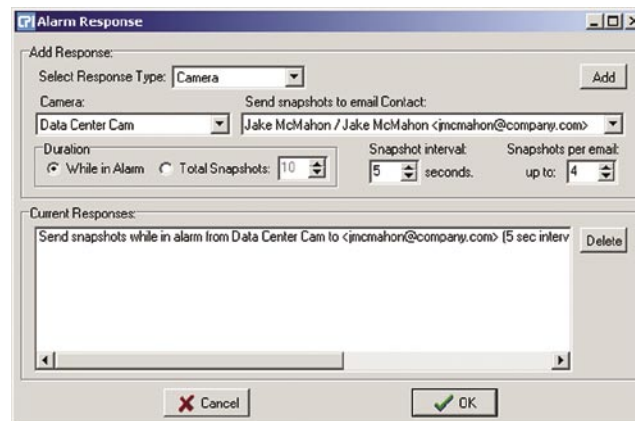 CPI Alarm Response
Add Response:
Select Response Type: Camera
Add
Camera: Send snapshots to email Contact:
Data Center Cam Jake McMahon / Jake McMahon <jmcmahon@company.com>
Duration Snapshot interval: Snapshots per email:
While in Alarm Total Snapshots: 10 5 seconds. up to: 4
Current Responses:
Send snapshots while in alarm from Data Center Cam to <jmcmahon@company.com> (5 sec interv
Delete
Cancel OK